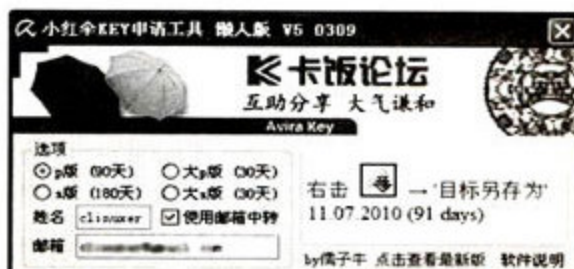 小红伞KEY申请工具 懒人版 V5 0309
卡饭论坛
互助分享 大气谦和
Avira Key
选项
p版 (90天) 大p版 (30天)
s版 (180天) 大s版 (30天)
姓名 clinuxer 使用邮箱中转
邮箱
右击 → '目标另存为'
11.07.2010 (91 days)
by儒子牛 点击查看最新版 软件说明